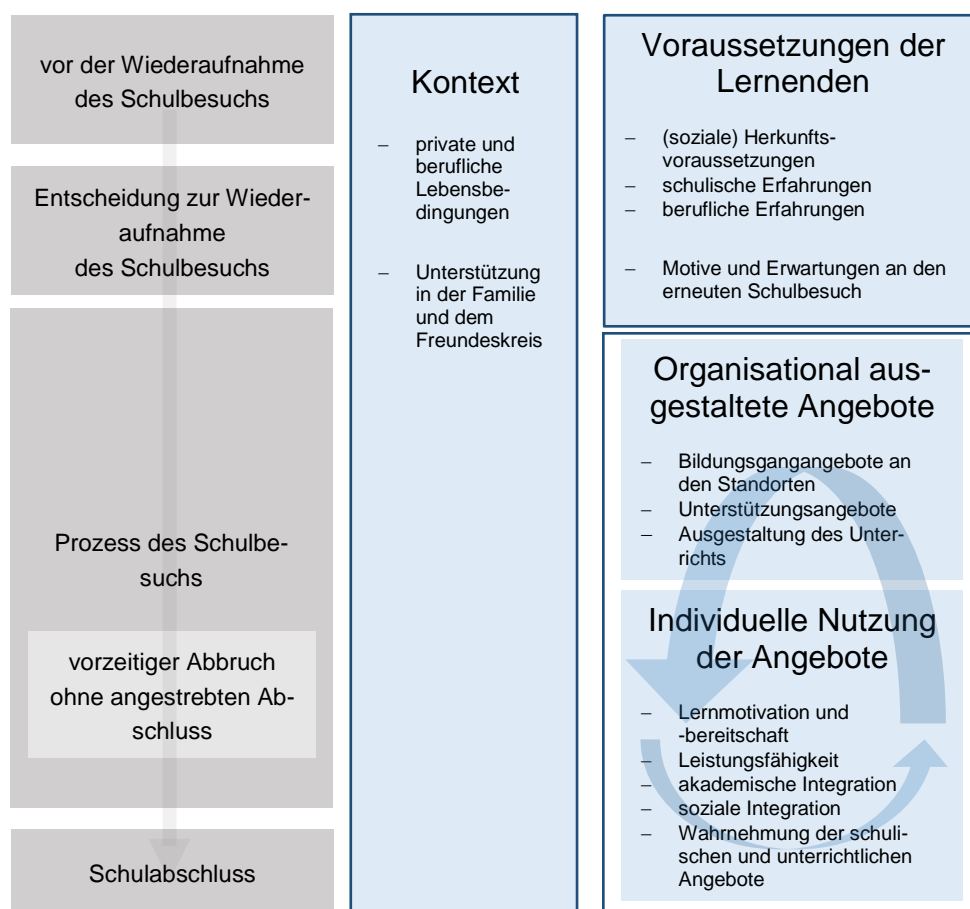 vor der Wiederaufnahme
des Schulbesuchs
Entscheidung zur Wieder-
aufnahme
des Schulbesuchs
Prozess des Schulbe-
suchs
vorzeitiger Abbruch
ohne angestrebten Ab-
schluss
Schulabschluss
Kontext
– private und
berufliche
Lebensbe-
dingungen
– Unterstützung
in der Familie
und dem
Freundeskreis
Voraussetzungen der
Lernenden
– (soziale) Herkunfts-
voraussetzungen
– schulische Erfahrungen
– berufliche Erfahrungen
– Motive und Erwartungen an den
erneuten Schulbesuch
Organisational aus-
gestaltete Angebote
– Bildungsgangangebote an
den Standorten
– Unterstützungsangebote
– Ausgestaltung des Unter-
richts
Individuelle Nutzung
der Angebote
– Lernmotivation und
-bereitschaft
– Leistungsfähigkeit
– akademische Integration
– soziale Integration
– Wahrnehmung der schuli-
schen und unterrichtlichen
Angebote